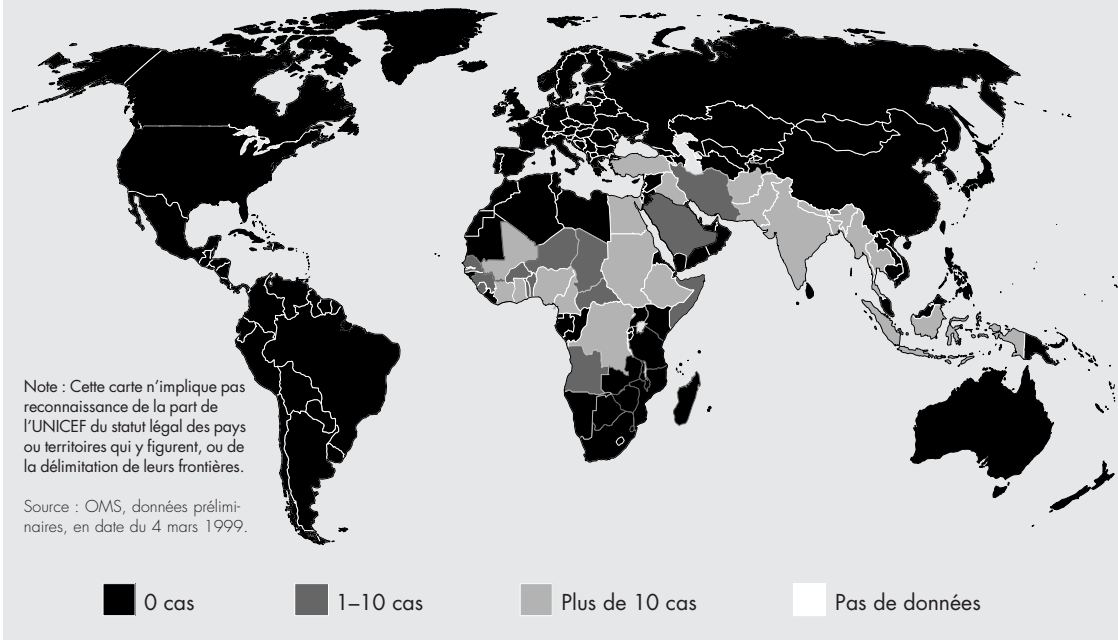 Note : Cette carte n’implique pas
reconnaissance de la part de
l’UNICEF du statut légal des pays
ou territoires qui y figurent, ou de
la délimitation de leurs frontières.
Source : OMS, données prélimi-
naires, en date du 4 mars 1999.
0 cas
1–10 cas
Plus de 10 cas
Pas de données